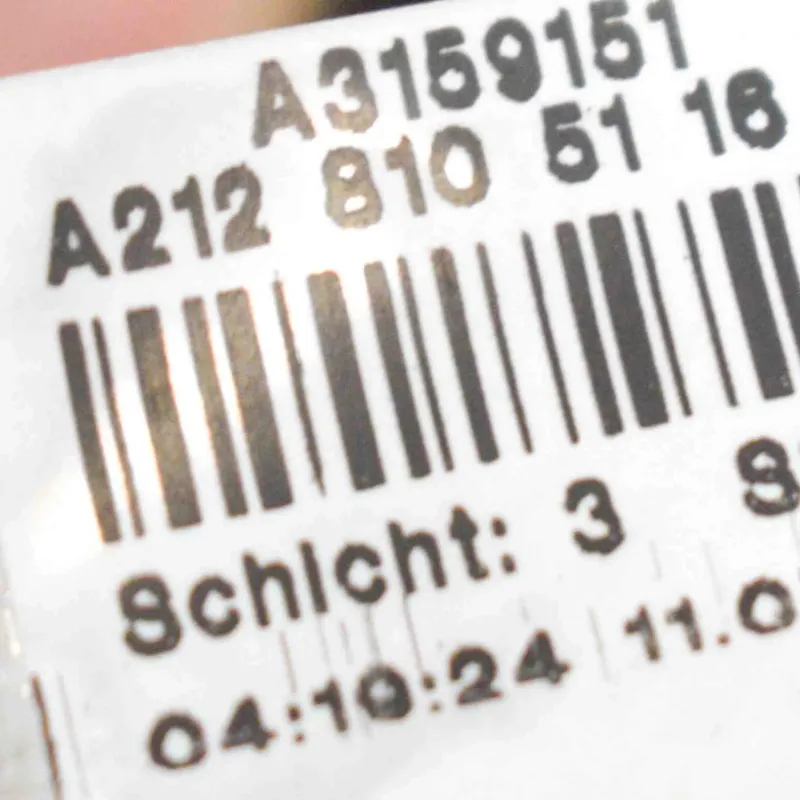 A3159151
A212 810 51 16
Schicht: 3 S
04:19:24 11.0